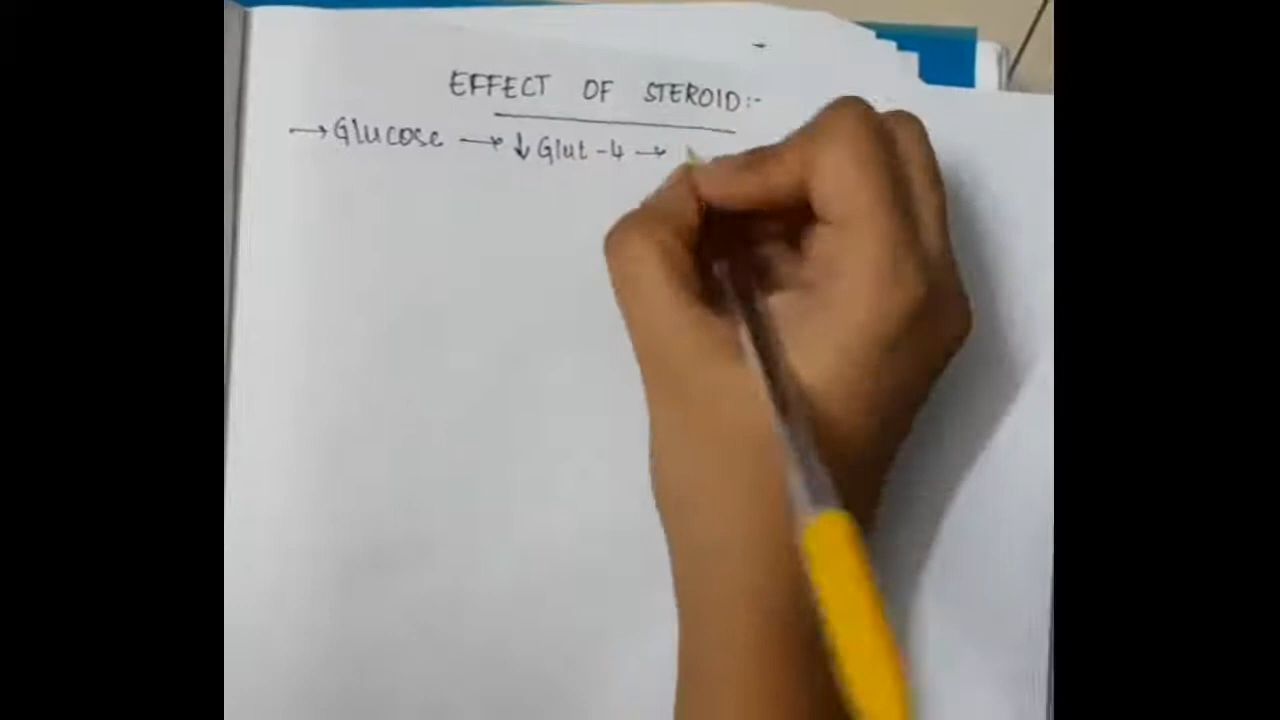 EFFECT OF STEROID:-
→ Glucose → ↓ Glut-4 →